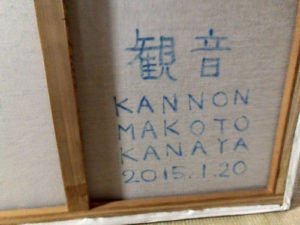 観音
KANNON
MAKOTO
KANAYA
2015.1.20